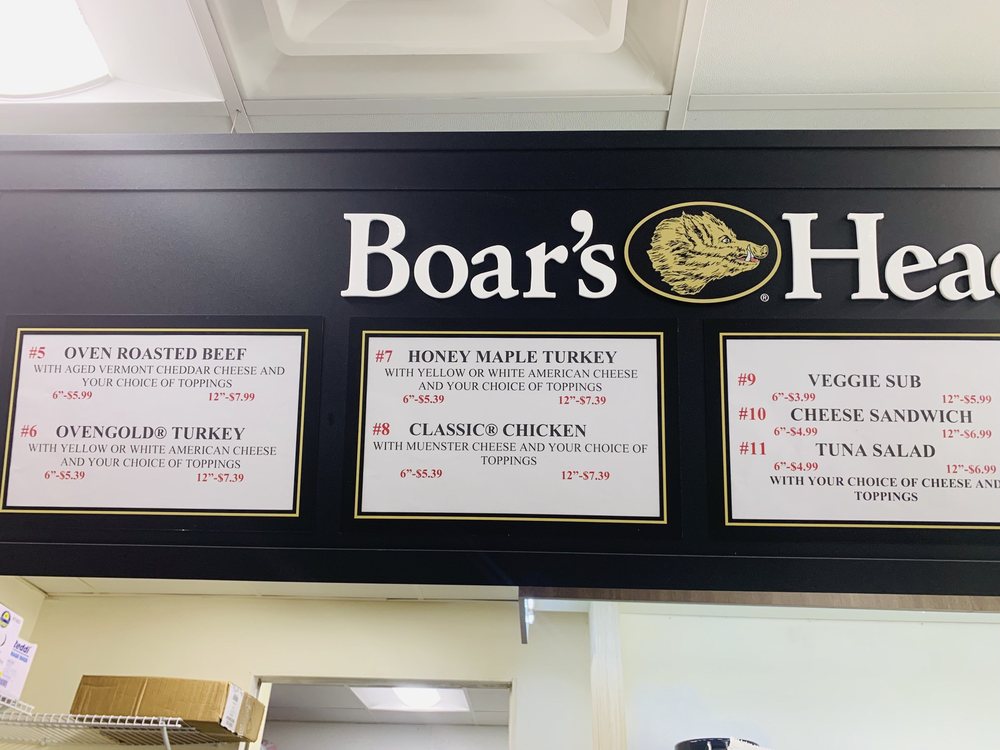 Boar's Hea
#5 OVEN ROASTED BEEF
WITH AGED VERMONT CHEDDAR CHEESE AND
YOUR CHOICE OF TOPPINGS
6"-$5.99 12"-$7.99
#6 OVENGOLD® TURKEY
WITH YELLOW OR WHITE AMERICAN CHEESE
AND YOUR CHOICE OF TOPPINGS
6"-$5.39 12"-$7.39
#7 HONEY MAPLE TURKEY
WITH YELLOW OR WHITE AMERICAN CHEESE
AND YOUR CHOICE OF TOPPINGS
6"-$5.39 12"-$7.39
#8 CLASSIC® CHICKEN
WITH MUENSTER CHEESE AND YOUR CHOICE OF
TOPPINGS
6"-$5.39 12"-$7.39
#9 VEGGIE SUB
6"-$3.99 12"-$5.99
#10 CHEESE SANDWICH
6"-$4.99 12"-$6.99
#11 TUNA SALAD
6"-$4.99 12"-$6.99
WITH YOUR CHOICE OF CHEESE AND
TOPPINGS